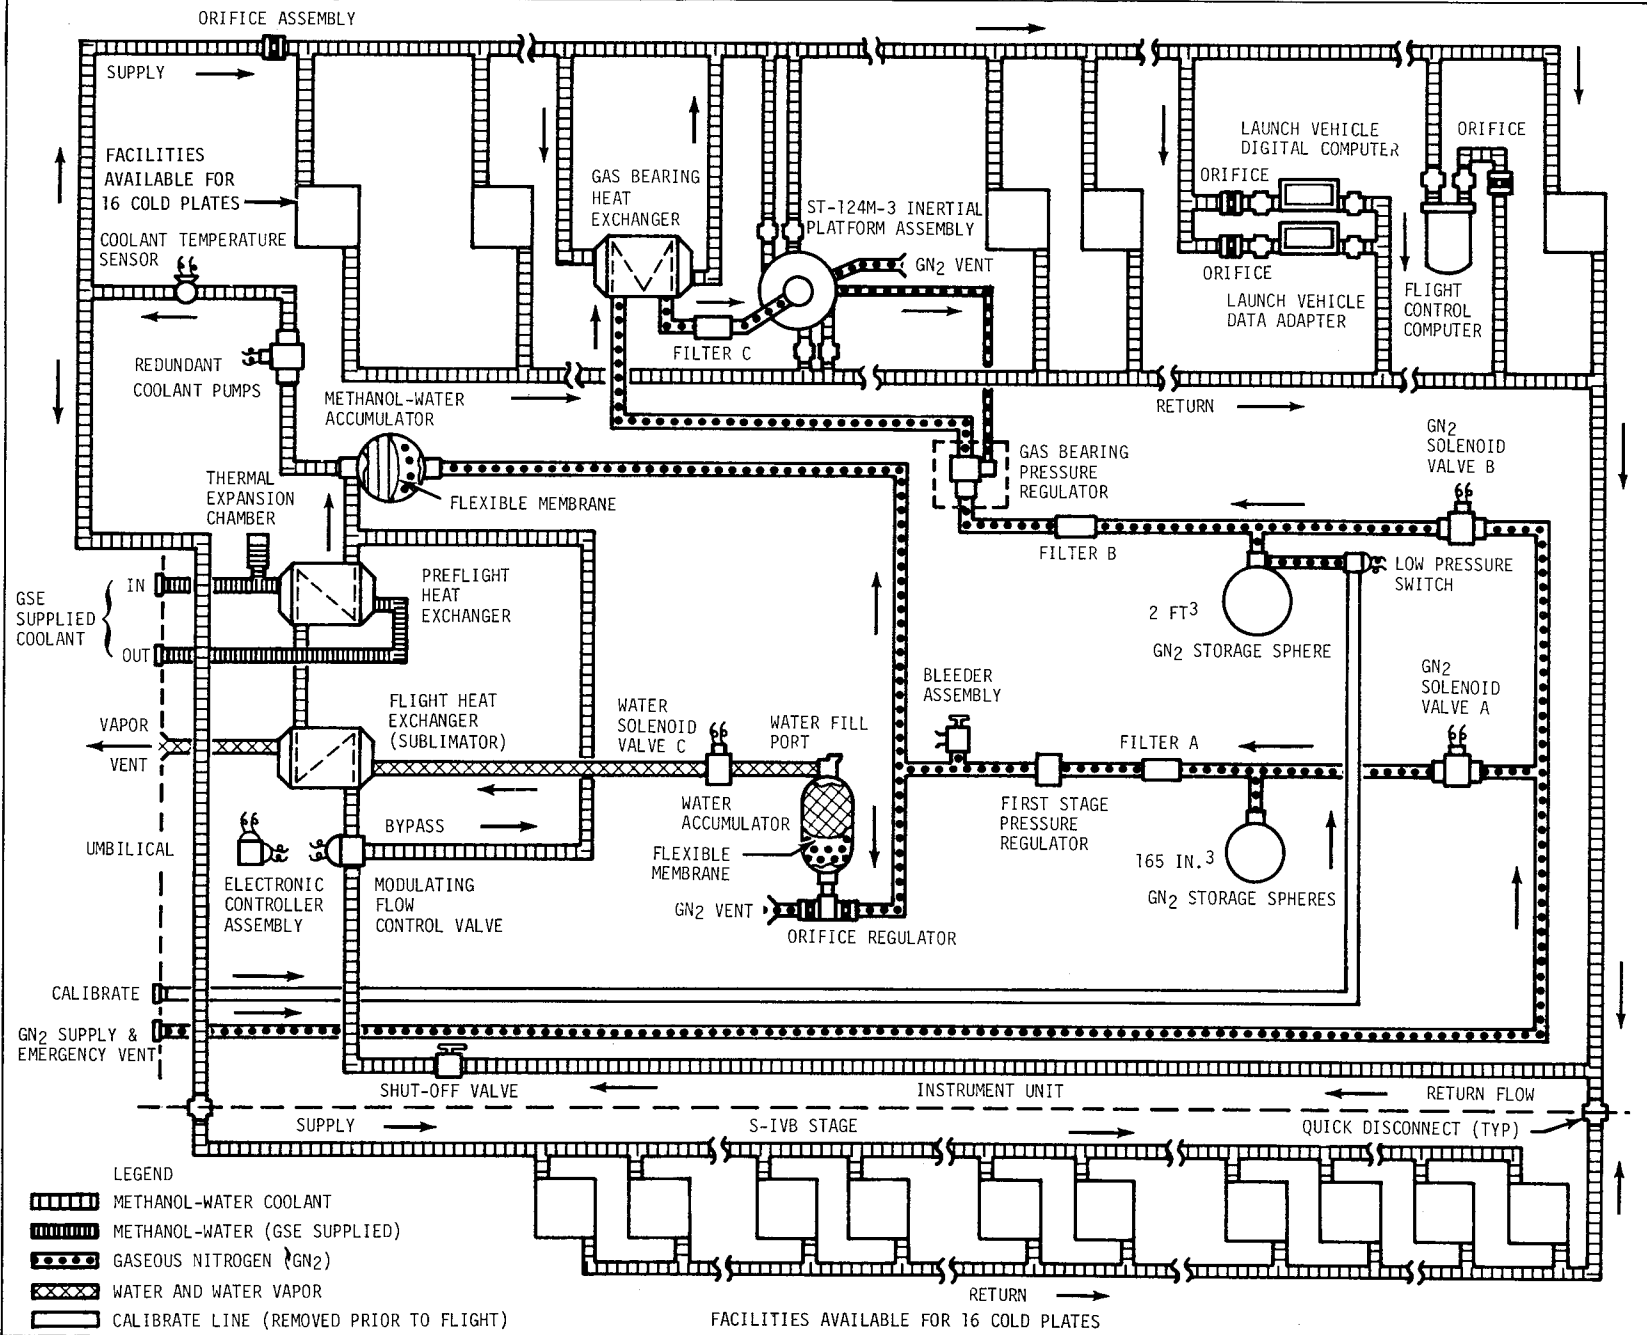 ORIFICE ASSEMBLY
SUPPLY
FACILITIES
AVAILABLE FOR
16 COLD PLATES
COOLANT TEMPERATURE
SENSOR
GAS BEARING
HEAT
EXCHANGER
ST-124M-3 INERTIAL
PLATFORM ASSEMBLY
GN2 VENT
LAUNCH VEHICLE
DIGITAL COMPUTER
ORIFICE
ORIFICE
ORIFICE
LAUNCH VEHICLE
DATA ADAPTER
FLIGHT
CONTROL
COMPUTER
FILTER C
REDUNDANT
COOLANT PUMPS
METHANOL-WATER
ACCUMULATOR
RETURN
GN2
SOLENOID
VALVE B
GAS BEARING
PRESSURE
REGULATOR
THERMAL
EXPANSION
CHAMBER
FLEXIBLE MEMBRANE
FILTER B
LOW PRESSURE
SWITCH
IN
GSE
SUPPLIED
COOLANT
OUT
PREFLIGHT
HEAT
EXCHANGER
2 FT3
GN2 STORAGE SPHERE
BLEEDER
ASSEMBLY
GN2
SOLENOID
VALVE A
VAPOR
VENT
FLIGHT HEAT
EXCHANGER
(SUBLIMATOR)
WATER
SOLENOID
VALVE C
WATER FILL
PORT
FILTER A
WATER
ACCUMULATOR
FIRST STAGE
PRESSURE
REGULATOR
BYPASS
UMBILICAL
FLEXIBLE
MEMBRANE
165 IN.3
GN2 STORAGE SPHERES
ELECTRONIC
CONTROLLER
ASSEMBLY
MODULATING
FLOW
CONTROL VALVE
GN2 VENT
ORIFICE REGULATOR
CALIBRATE
GN2 SUPPLY &
EMERGENCY VENT
SHUT-OFF VALVE
INSTRUMENT UNIT
RETURN FLOW
SUPPLY
S-IVB STAGE
QUICK DISCONNECT (TYP)
LEGEND
METHANOL-WATER COOLANT
METHANOL-WATER (GSE SUPPLIED)
GASEOUS NITROGEN (GN2)
WATER AND WATER VAPOR
CALIBRATE LINE (REMOVED PRIOR TO FLIGHT)
RETURN
FACILITIES AVAILABLE FOR 16 COLD PLATES